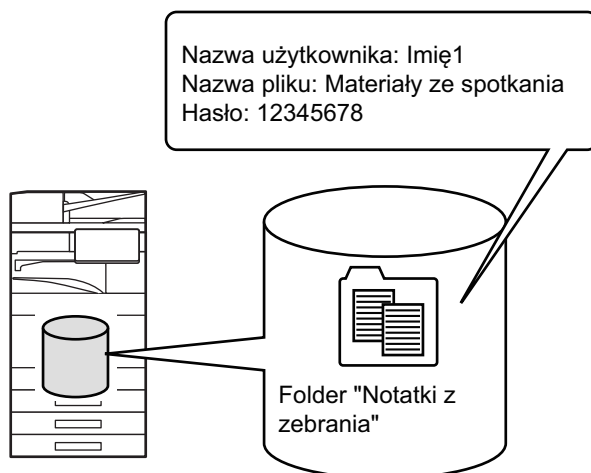 Nazwa użytkownika: Imię1
Nazwa pliku: Materiały ze spotkania
Hasło: 12345678
Folder "Notatki z
zebrania"